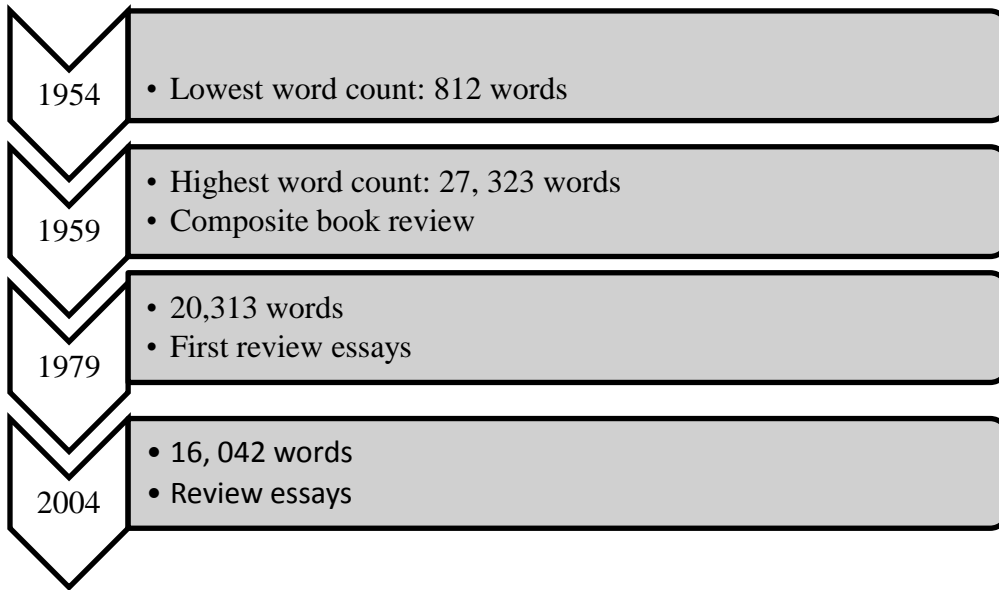 1954
• Lowest word count: 812 words
1959
• Highest word count: 27, 323 words
• Composite book review
1979
• 20,313 words
• First review essays
2004
• 16, 042 words
• Review essays